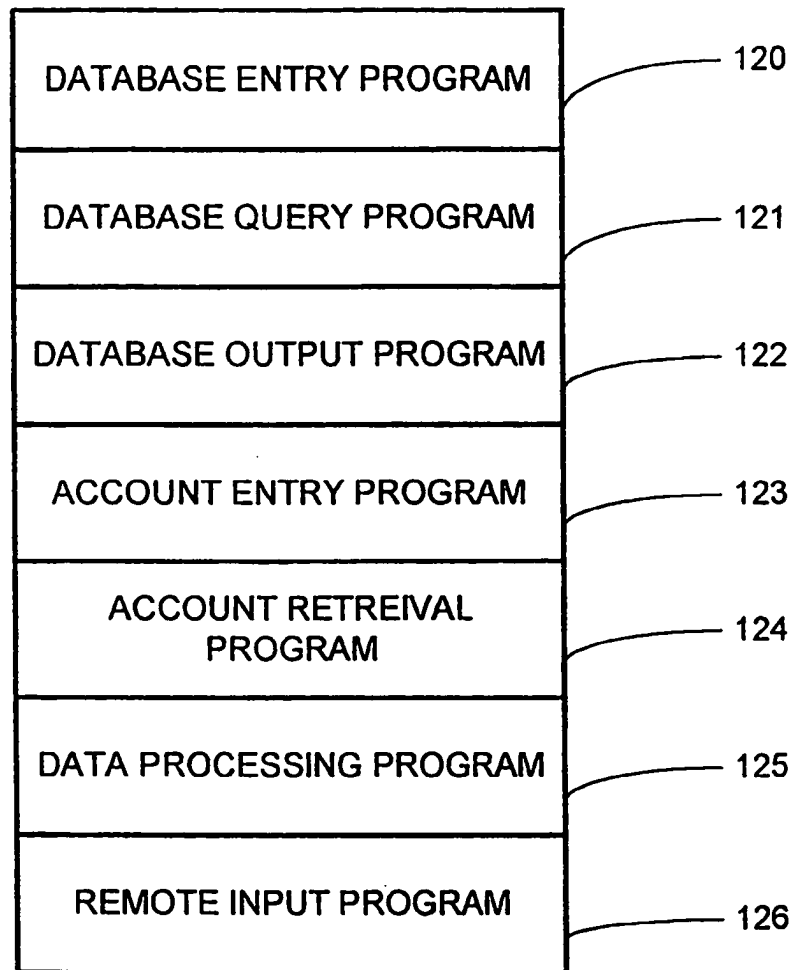 DATABASE ENTRY PROGRAM
120
DATABASE QUERY PROGRAM
121
DATABASE OUTPUT PROGRAM
122
ACCOUNT ENTRY PROGRAM
123
ACCOUNT RETREIVAL
PROGRAM
124
DATA PROCESSING PROGRAM
125
REMOTE INPUT PROGRAM
126